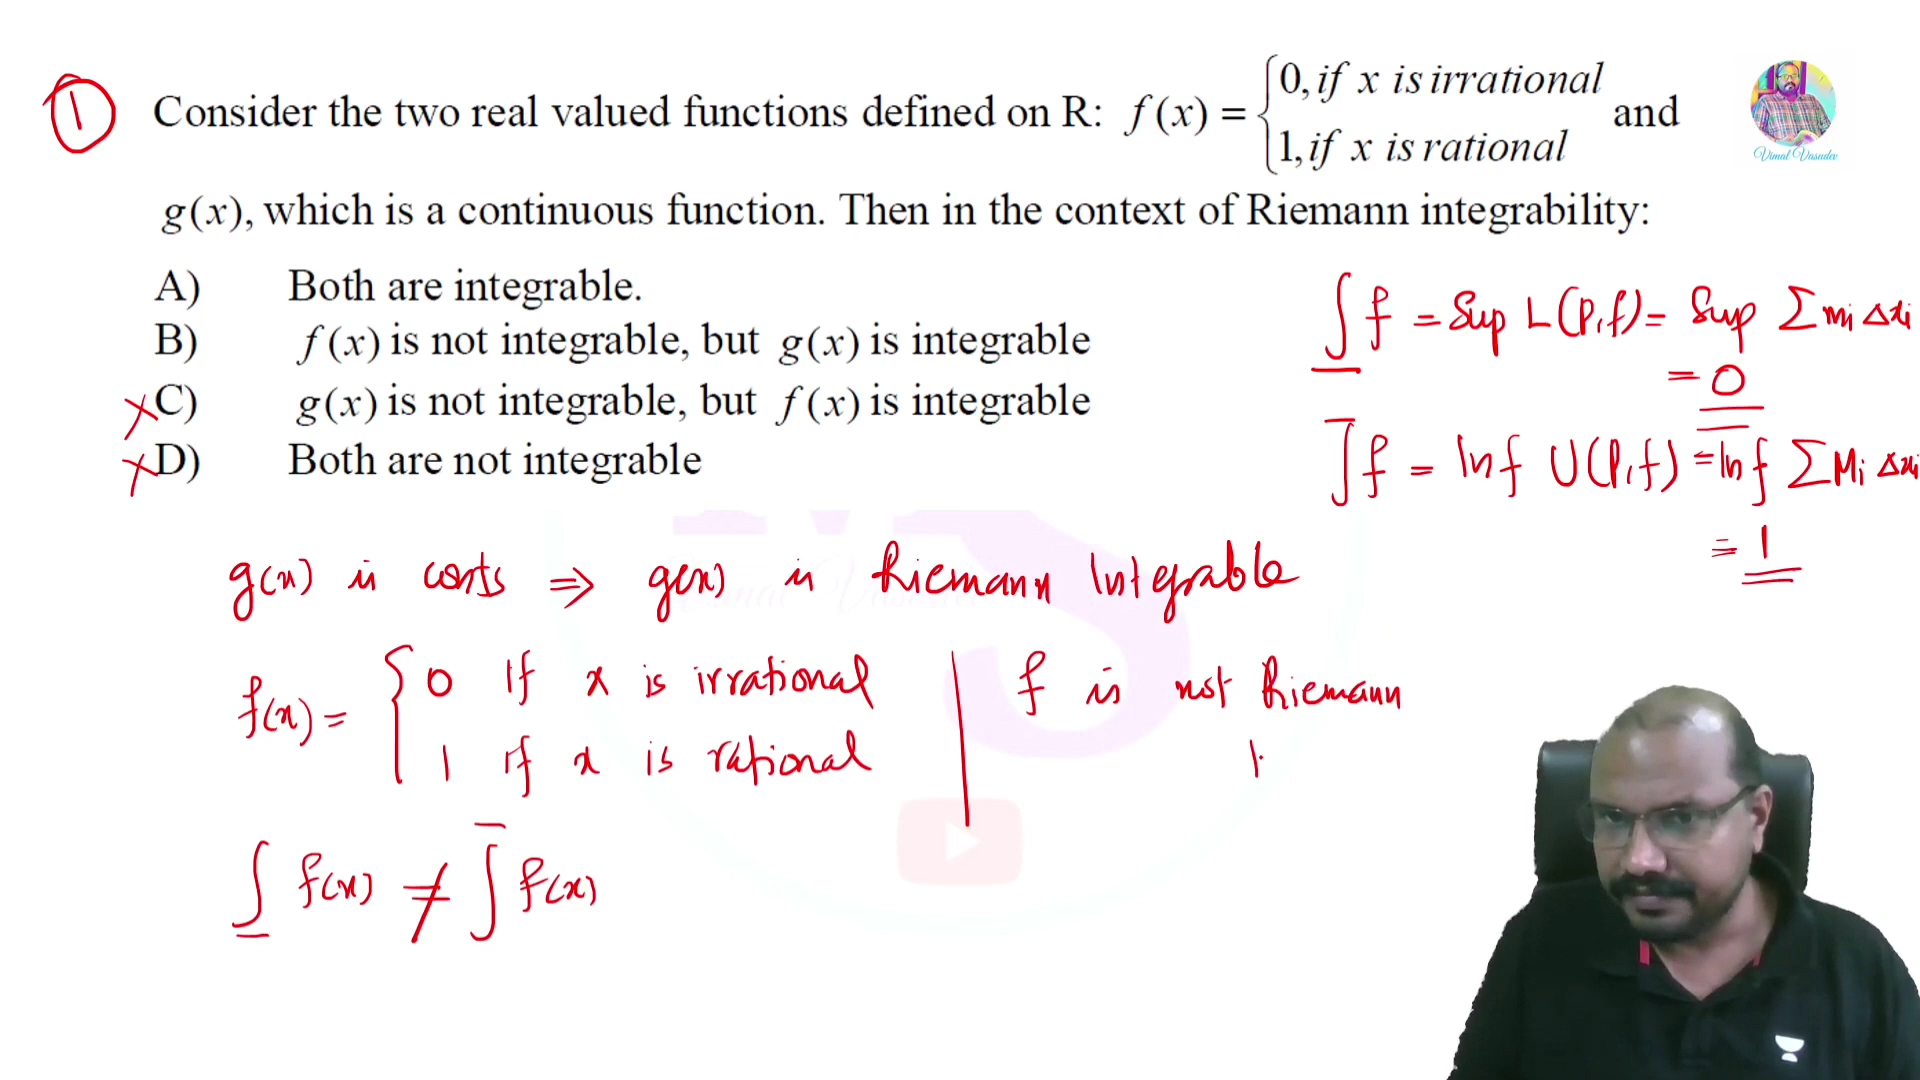 1
Consider the two real valued functions defined on R: f(x) = {0, if x is irrational
1, if x is rational and
Vimal Vasudev
g(x), which is a continuous function. Then in the context of Riemann integrability:
A) Both are integrable.
B) f(x) is not integrable, but g(x) is integrable
C) g(x) is not integrable, but f(x) is integrable
D) Both are not integrable
∫ f = Sup L(P,f) = Sup Σ mi Δxi
= 0
∫ f = Inf U(P,f) = Inf Σ Mi Δxi
= 1
g(x) is conts ⇒ g(x) is Riemann Integrable
f(x) = { 0 if x is irrational
1 if x is rational
f is not Riemann
I
∫ f(x) ≠ ∫ f(x)